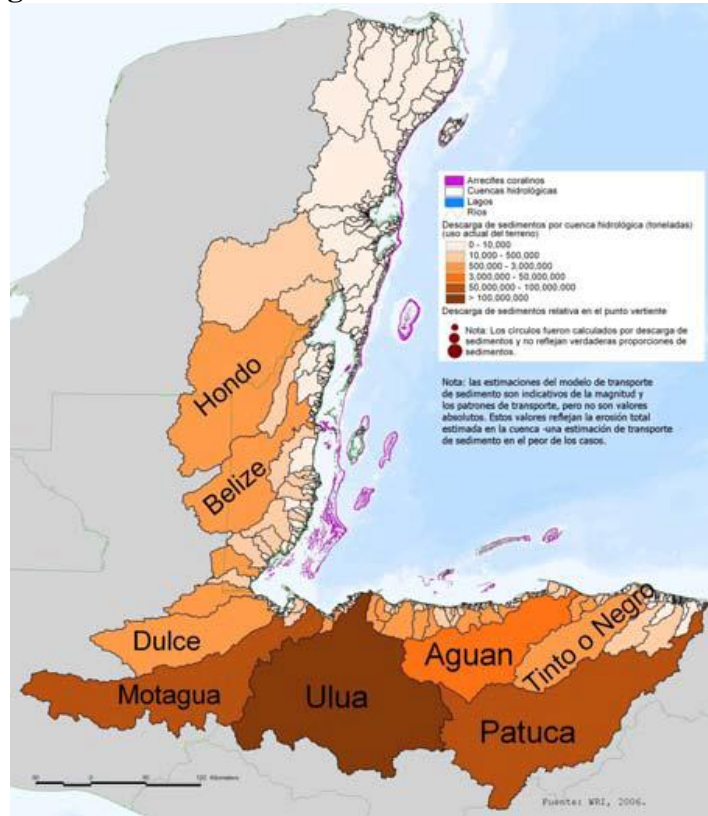 Arrecifes coralinos
Cuencas hidrológicas
Lagos
Ríos
Descarga de sedimentos por cuenca hidrológica (toneladas)
(uso actual del terreno)
0 - 10,000
10,000 - 500,000
500,000 - 3,000,000
3,000,000 - 50,000,000
50,000,000 - 100,000,000
> 100,000,000
Descarga de sedimentos relativa en el punto vertiente
Nota: Los círculos fueron calculados por descarga de
sedimentos y no reflejan verdaderas proporciones de
sedimentos.
Nota: las estimaciones del modelo de transporte
de sedimento son indicativos de la magnitud y
los patrones de transporte, pero no son valores
absolutos. Estos valores reflejan la erosión total
estimada en la cuenca -una estimación de transporte
de sedimento en el peor de los casos.
Hondo
Belize
Dulce
Motagua
Ulua
Aguan
Tinto o Negro
Patuca
Fuente: WRI, 2006.